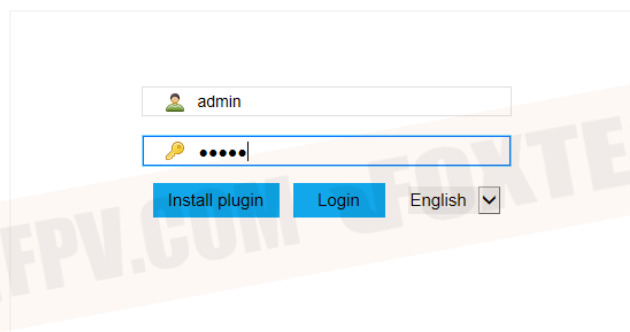 admin
•••••
Install plugin Login English
FPV.COM FOXTE